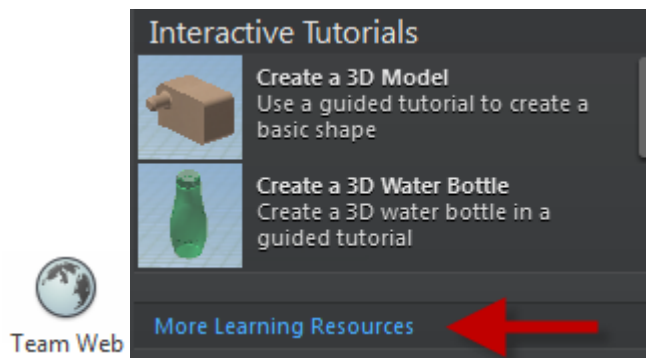 Interactive Tutorials
Create a 3D Model
Use a guided tutorial to create a
basic shape
Create a 3D Water Bottle
Create a 3D water bottle in a
guided tutorial
More Learning Resources
Team Web